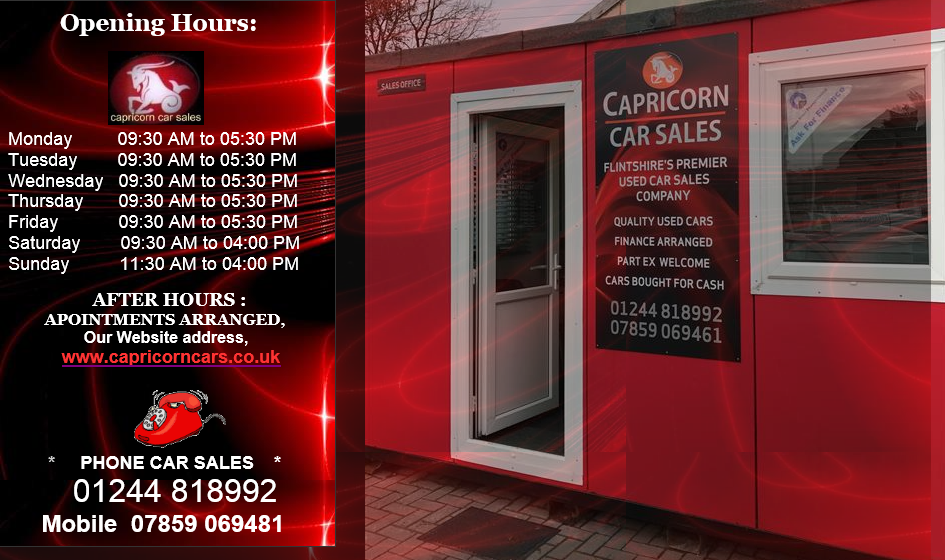 Opening Hours:
capricorn car sales
Monday 09:30 AM to 05:30 PM
Tuesday 09:30 AM to 05:30 PM
Wednesday 09:30 AM to 05:30 PM
Thursday 09:30 AM to 05:30 PM
Friday 09:30 AM to 05:30 PM
Saturday 09:30 AM to 04:00 PM
Sunday 11:30 AM to 04:00 PM
AFTER HOURS :
APOINTMENTS ARRANGED,
Our Website address,
www.capricorncars.co.uk
* PHONE CAR SALES *
01244 818992
Mobile 07859 069481
SALES OFFICE
CAPRICORN
CAR SALES
FLINTSHIRE'S PREMIER
USED CAR SALES
COMPANY
QUALITY USED CARS
FINANCE ARRANGED
PART EX WELCOME
CARS BOUGHT FOR CASH
01244 818992
07859 069461
Ask For Finance